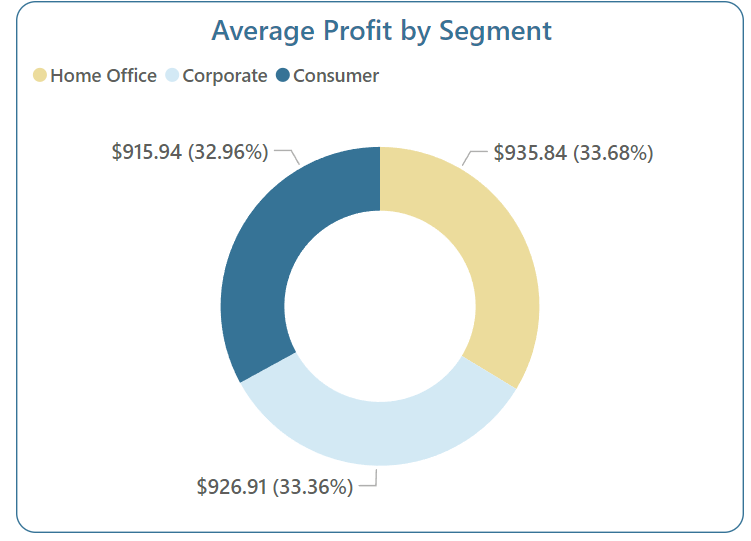 Average Profit by Segment
Home Office Corporate Consumer
$915.94 (32.96%)
$935.84 (33.68%)
$926.91 (33.36%)